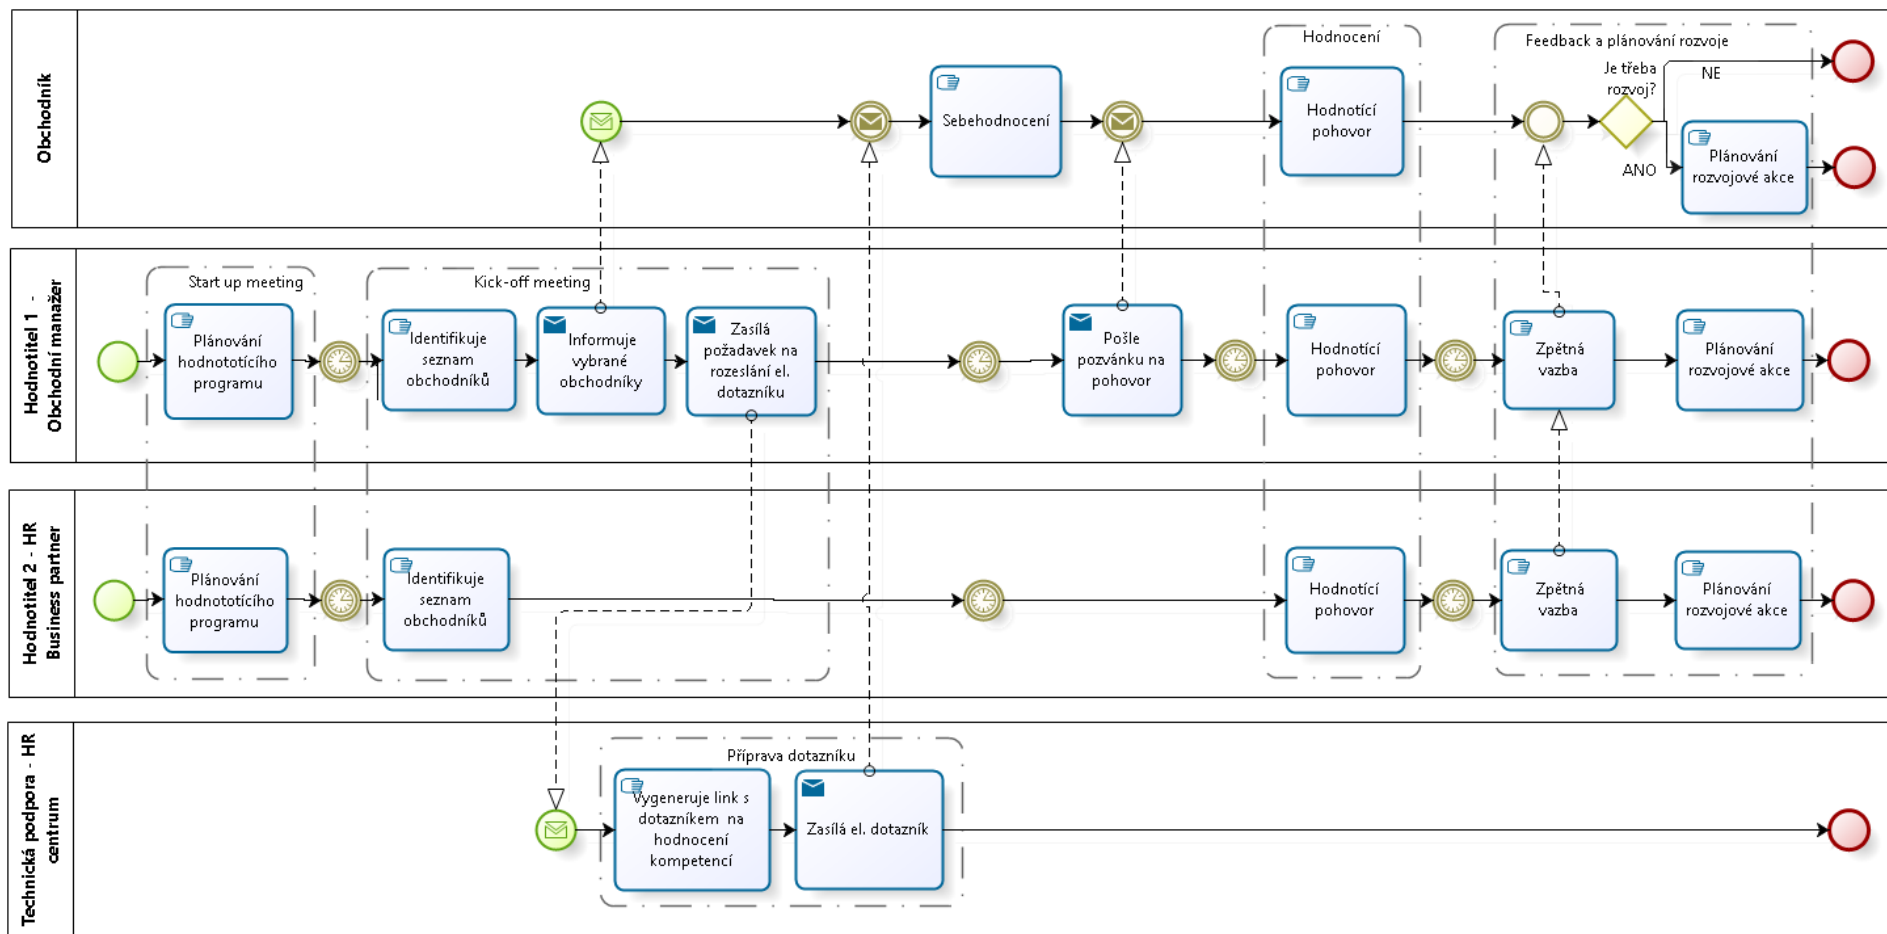 Obchodník
Hodnocení
Hodnotící
pohovor
Sebehodnocení
Feedback a plánování rozvoje
Je třeba
rozvoj?
NE
ANO
Plánování
rozvojové akce
Hodnotitel 1 -
Obchodní manažer
Start up meeting
Plánování
hodnototícího
programu
Kick-off meeting
Identifikuje
seznam
obchodníků
Informuje
vybrané
obchodníky
Zasílá
požadavek na
rozeslání el.
dotazníku
Pošle
pozvánku na
pohovor
Hodnotící
pohovor
Zpětná
vazba
Plánování
rozvojové akce
Hodnotitel 2 - HR
Business partner
Plánování
hodnototícího
programu
Identifikuje
seznam
obchodníků
Hodnotící
pohovor
Zpětná
vazba
Plánování
rozvojové akce
Technická podpora - HR
centrum
Příprava dotazníku
Vygeneruje link s
dotazníkem na
hodnocení
kompetencí
Zasílá el. dotazník